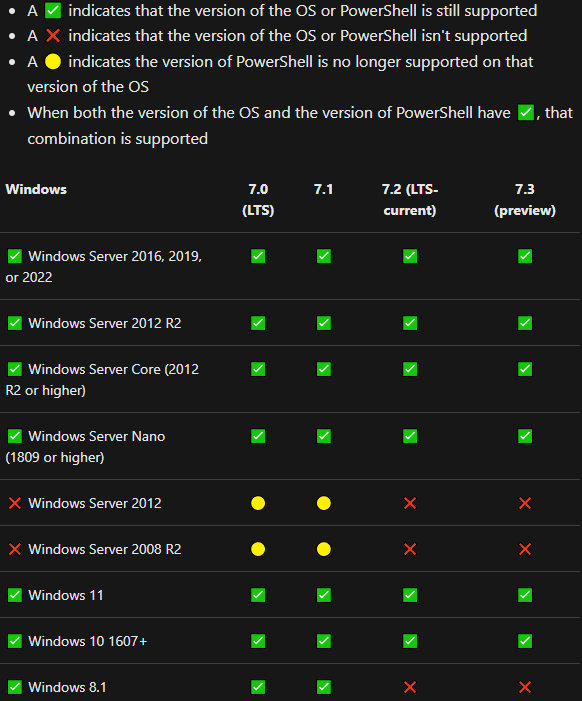 • A ✅ indicates that the version of the OS or PowerShell is still supported
• A ❌ indicates that the version of the OS or PowerShell isn't supported
• A 🟡 indicates the version of PowerShell is no longer supported on that
version of the OS
• When both the version of the OS and the version of PowerShell have ✅, that
combination is supported
Windows 7.0 7.1 7.2 (LTS- 7.3
(LTS) current) (preview)
✅ Windows Server 2016, 2019, ✅ ✅ ✅ ✅
or 2022
✅ Windows Server 2012 R2 ✅ ✅ ✅ ✅
✅ Windows Server Core (2012 ✅ ✅ ✅ ✅
R2 or higher)
✅ Windows Server Nano ✅ ✅ ✅ ✅
(1809 or higher)
❌ Windows Server 2012 🟡 🟡 ❌ ❌
❌ Windows Server 2008 R2 🟡 🟡 ❌ ❌
✅ Windows 11 ✅ ✅ ✅ ✅
✅ Windows 10 1607+ ✅ ✅ ✅ ✅
✅ Windows 8.1 ✅ ✅ ❌ ❌